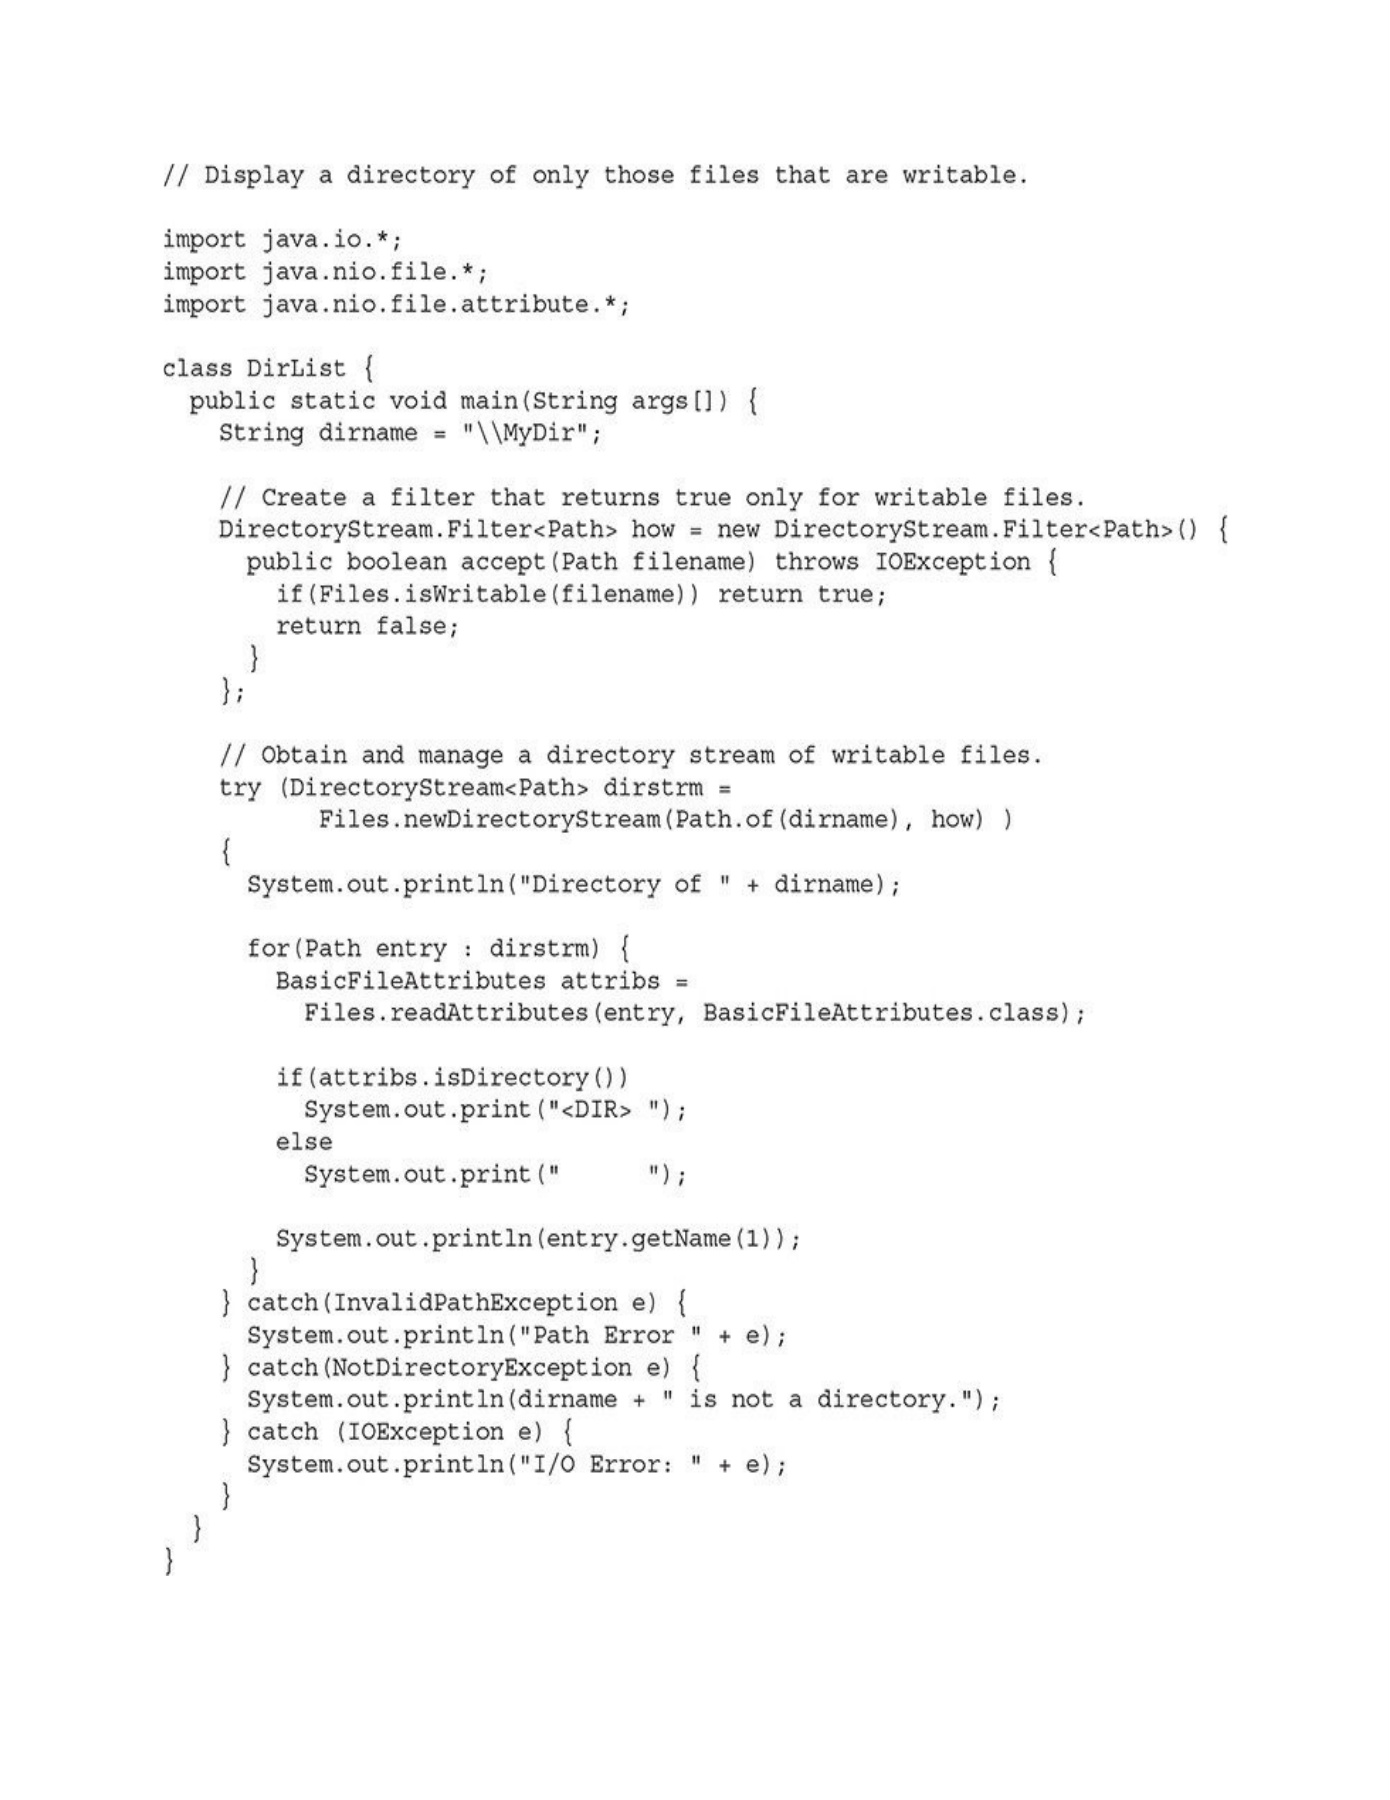 // Display a directory of only those files that are writable.

import java.io.*;
import java.nio.file.*;
import java.nio.file.attribute.*;

class DirList {
  public static void main(String args[]) {
    String dirname = "\\MyDir";

    // Create a filter that returns true only for writable files.
    DirectoryStream.Filter<Path> how = new DirectoryStream.Filter<Path>() {
      public boolean accept(Path filename) throws IOException {
        if(Files.isWritable(filename)) return true;
        return false;
      }
    };

    // Obtain and manage a directory stream of writable files.
    try (DirectoryStream<Path> dirstrm =
           Files.newDirectoryStream(Path.of(dirname), how) )
    {
      System.out.println("Directory of " + dirname);

      for(Path entry : dirstrm) {
        BasicFileAttributes attribs =
          Files.readAttributes(entry, BasicFileAttributes.class);

        if(attribs.isDirectory())
          System.out.print("<DIR> ");
        else
          System.out.print("      ");

        System.out.println(entry.getName(1));
      }
    } catch(InvalidPathException e) {
      System.out.println("Path Error " + e);
    } catch(NotDirectoryException e) {
      System.out.println(dirname + " is not a directory.");
    } catch (IOException e) {
      System.out.println("I/O Error: " + e);
    }
  }
}